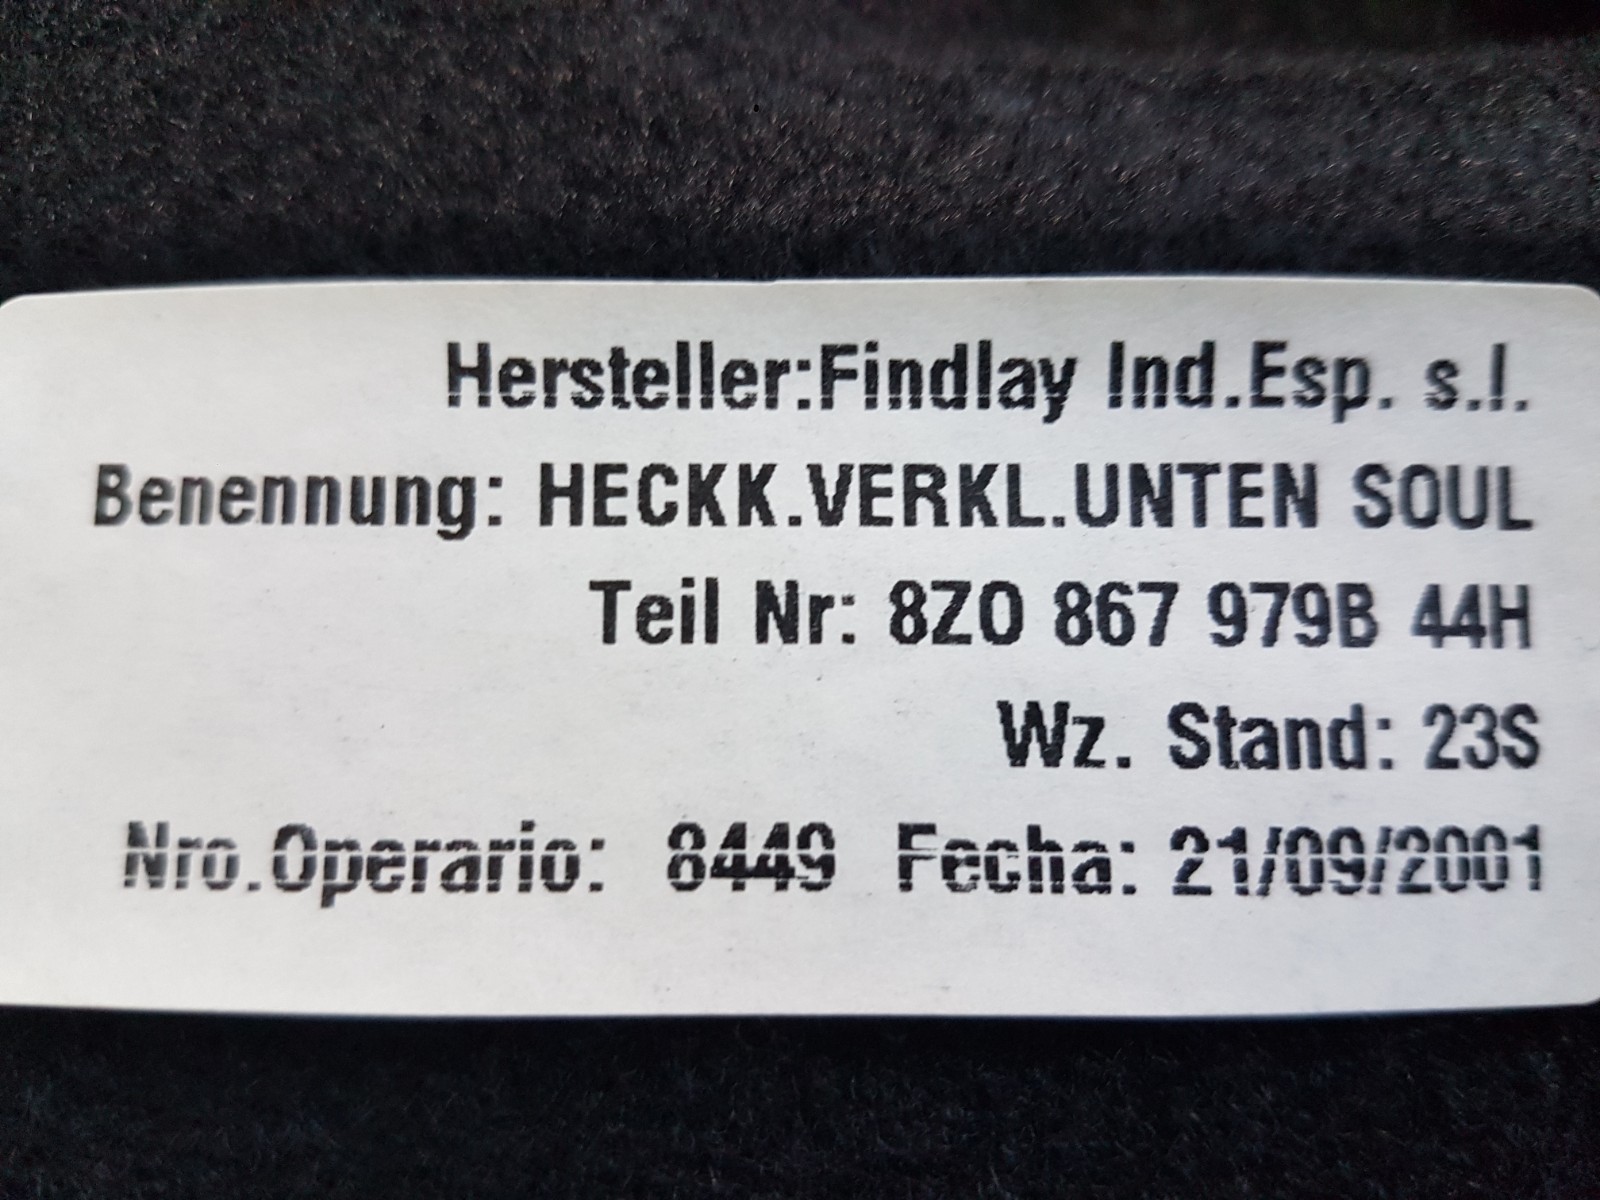 Hersteller:Findlay Ind.Esp. s.l.
Benennung: HECKK.VERKL.UNTEN SOUL
Teil Nr: 8Z0 867 979B 44H
Wz. Stand: 23S
Nro.Operario: 8449 Fecha: 21/09/2001